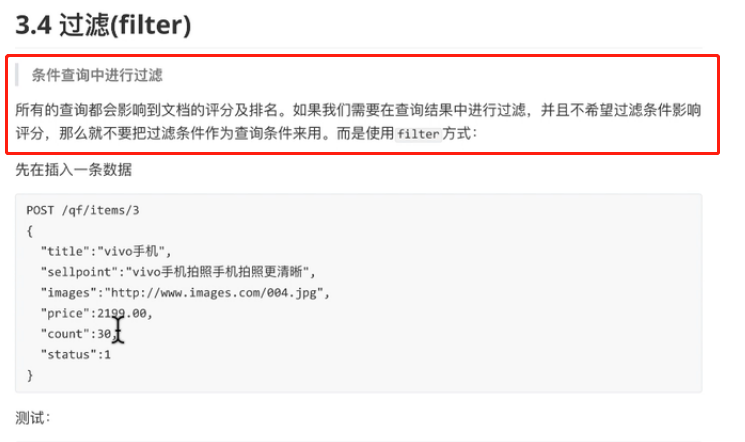 3.4 过滤(filter)
条件查询中进行过滤
所有的查询都会影响到文档的评分及排名。如果我们需要在查询结果中进行过滤，并且不希望过滤条件影响
评分，那么就不要把过滤条件作为查询条件来用。而是使用filter方式：
先在插入一条数据
POST /qf/items/3
{
"title":"vivo手机",
"sellpoint":"vivo手机拍照手机拍照更清晰",
"images":"http://www.images.com/004.jpg",
"price":2199.00,
"count":30,
"status":1
}
测试：